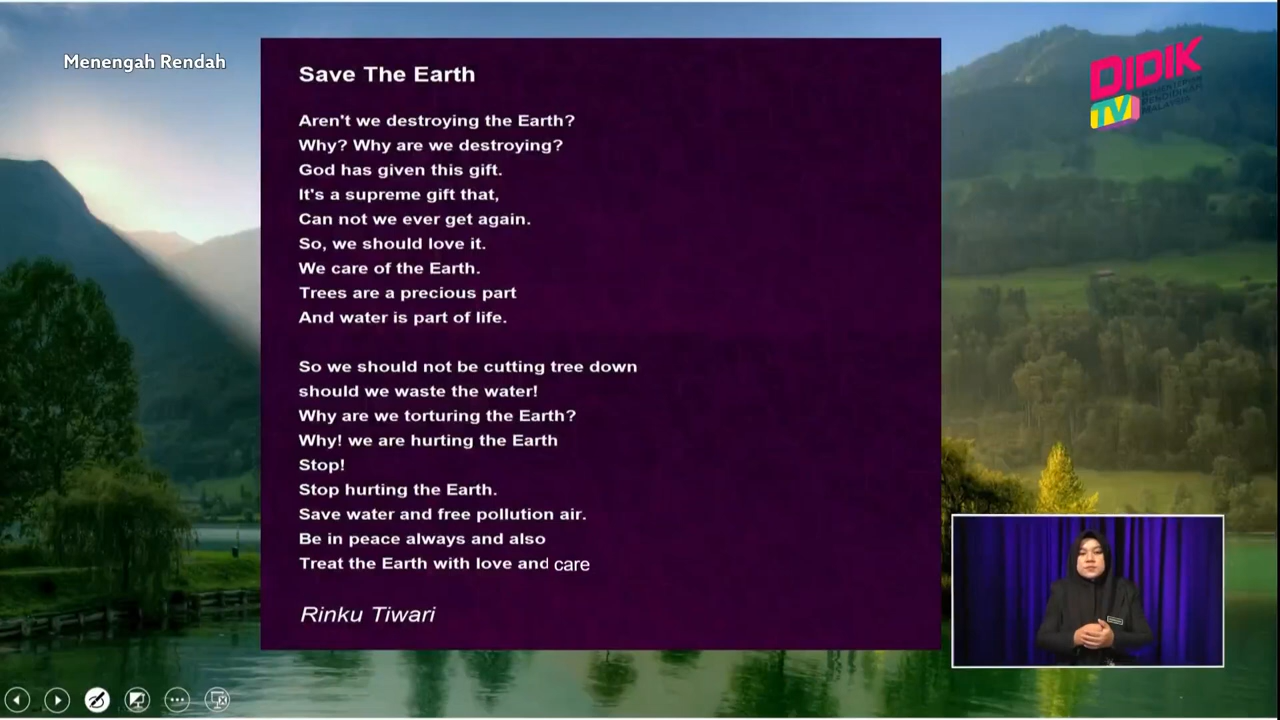 Menengah Rendah
DIDIK
TV
KEMENTERIAN
PENDIDIKAN
MALAYSIA
Save The Earth
Aren't we destroying the Earth?
Why? Why are we destroying?
God has given this gift.
It's a supreme gift that,
Can not we ever get again.
So, we should love it.
We care of the Earth.
Trees are a precious part
And water is part of life.
So we should not be cutting tree down
should we waste the water!
Why are we torturing the Earth?
Why! we are hurting the Earth
Stop!
Stop hurting the Earth.
Save water and free pollution air.
Be in peace always and also
Treat the Earth with love and care
Rinku Tiwari